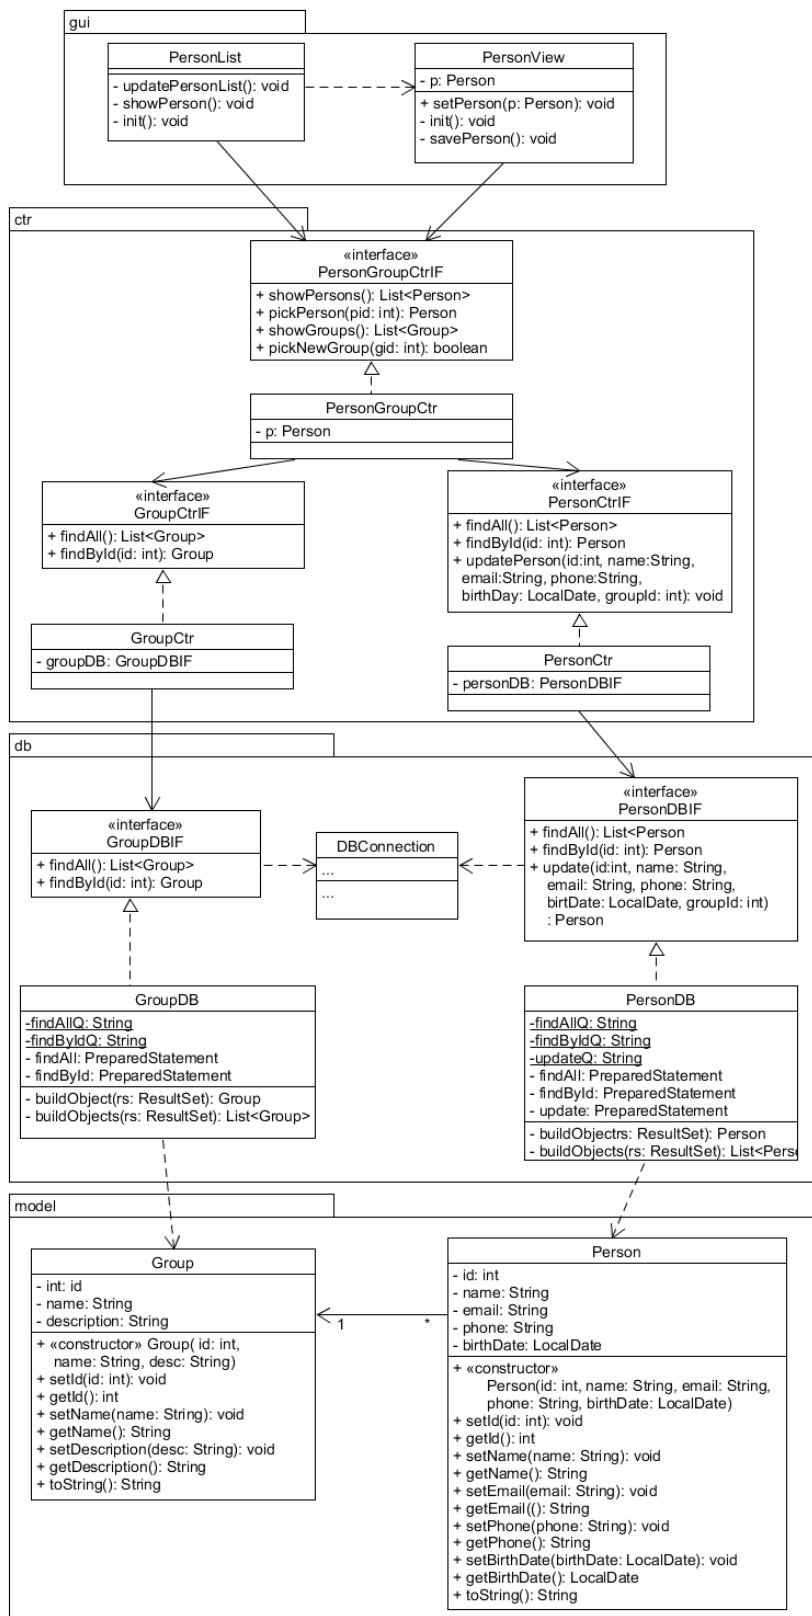 gui
PersonList
- updatePersonList(): void
- showPerson(): void
- init(): void
PersonView
- p: Person
+ setPerson(p: Person): void
- init(): void
- savePerson(): void
ctr
«interface»
PersonGroupCtrIF
+ showPersons(): List<Person>
+ pickPerson(pid: int): Person
+ showGroups(): List<Group>
+ pickNewGroup(gid: int): boolean
PersonGroupCtr
- p: Person
«interface»
GroupCtrIF
+ findAll(): List<Group>
+ findById(id: int): Group
«interface»
PersonCtrIF
+ findAll(): List<Person>
+ findById(id: int): Person
+ updatePerson(id:int, name:String,
email:String, phone:String,
birthDay: LocalDate, groupId: int): void
GroupCtr
- groupDB: GroupDBIF
PersonCtr
- personDB: PersonDBIF
db
«interface»
GroupDBIF
+ findAll(): List<Group>
+ findById(id: int): Group
DBConnection
...
...
«interface»
PersonDBIF
+ findAll(): List<Person
+ findById(id: int): Person
+ update(id:int, name: String,
email: String, phone: String,
birtDate: LocalDate, groupId: int)
: Person
GroupDB
-findAllQ: String
-findByIdQ: String
- findAll: PreparedStatement
- findById: PreparedStatement
- buildObject(rs: ResultSet): Group
- buildObjects(rs: ResultSet): List<Group>
PersonDB
-findAllQ: String
-findByIdQ: String
-updateQ: String
- findAll: PreparedStatement
- findById: PreparedStatement
- update: PreparedStatement
- buildObjectrs: ResultSet): Person
- buildObjects(rs: ResultSet): List<Perso
model
Group
- int: id
- name: String
- description: String
+ «constructor» Group( id: int,
name: String, desc: String)
+ setId(id: int): void
+ getId(): int
+ setName(name: String): void
+ getName(): String
+ setDescription(desc: String): void
+ getDescription(): String
+ toString(): String
1
*
Person
- id: int
- name: String
- email: String
- phone: String
- birthDate: LocalDate
+ «constructor»
Person(id: int, name: String, email: String,
phone: String, birthDate: LocalDate)
+ setId(id: int): void
+ getId(): int
+ setName(name: String): void
+ getName(): String
+ setEmail(email: String): void
+ getEmail((): String
+ setPhone(phone: String): void
+ getPhone(): String
+ setBirthDate(birthDate: LocalDate): void
+ getBirthDate(): LocalDate
+ toString(): String